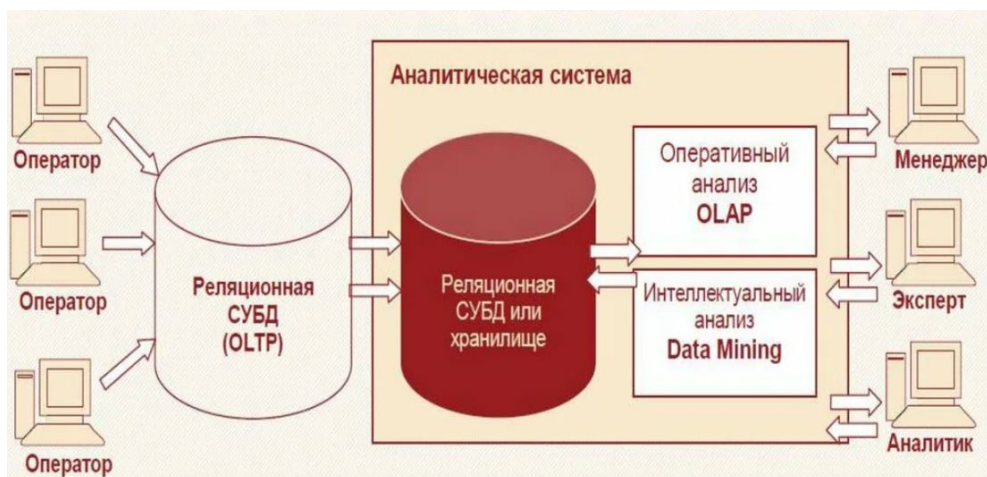 Аналитическая система
Оператор
Оператор
Оператор
Реляционная
СУБД
(OLTP)
Реляционная
СУБД или
хранилище
Оперативный
анализ
OLAP
Интеллектуальный
анализ
Data Mining
Менеджер
Эксперт
Аналитик